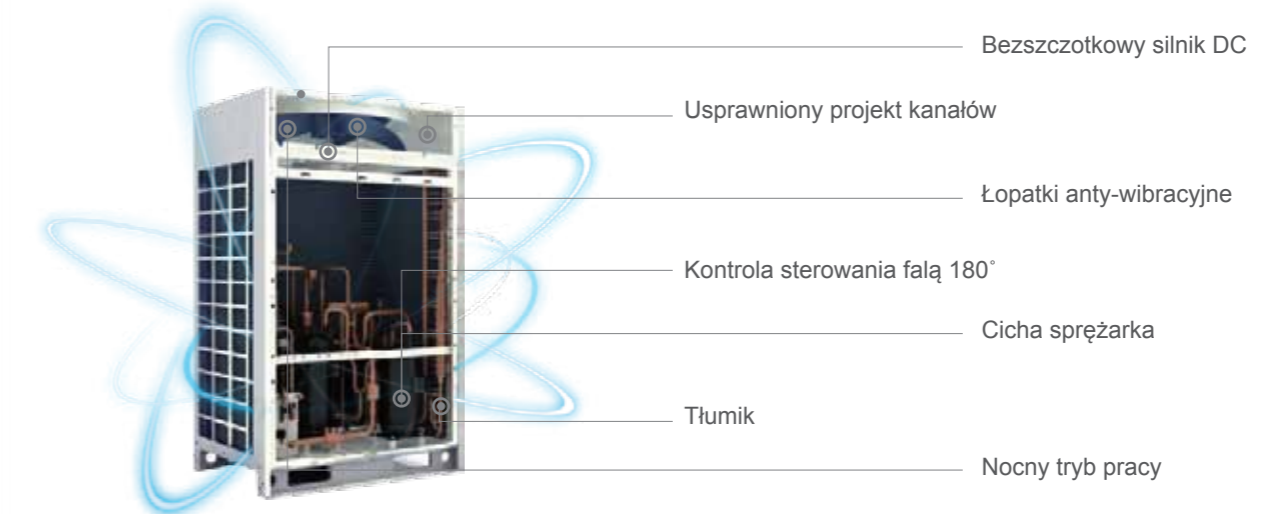 Bezszczotkowy silnik DC
Usprawniony projekt kanałów
Łopatki anty-wibracyjne
Kontrola sterowania falą 180˚
Cicha sprężarka
Tłumik
Nocny tryb pracy